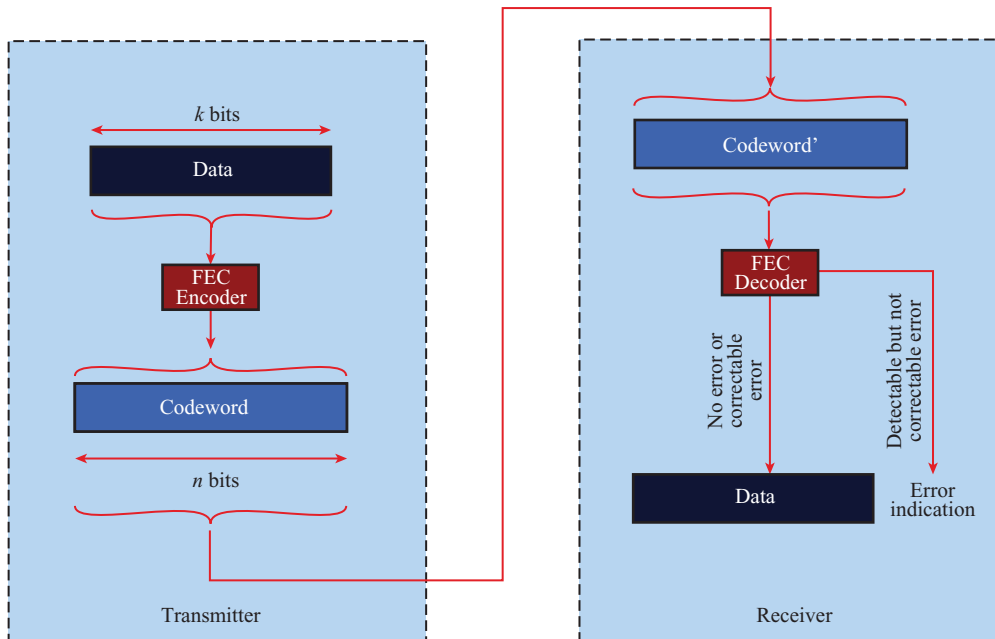 k bits
Data
FEC
Encoder
Codeword
n bits
Transmitter
Codeword’
FEC
Decoder
No error or
correctable
error
Detectable but not
correctable error
Data
Error
indication
Receiver